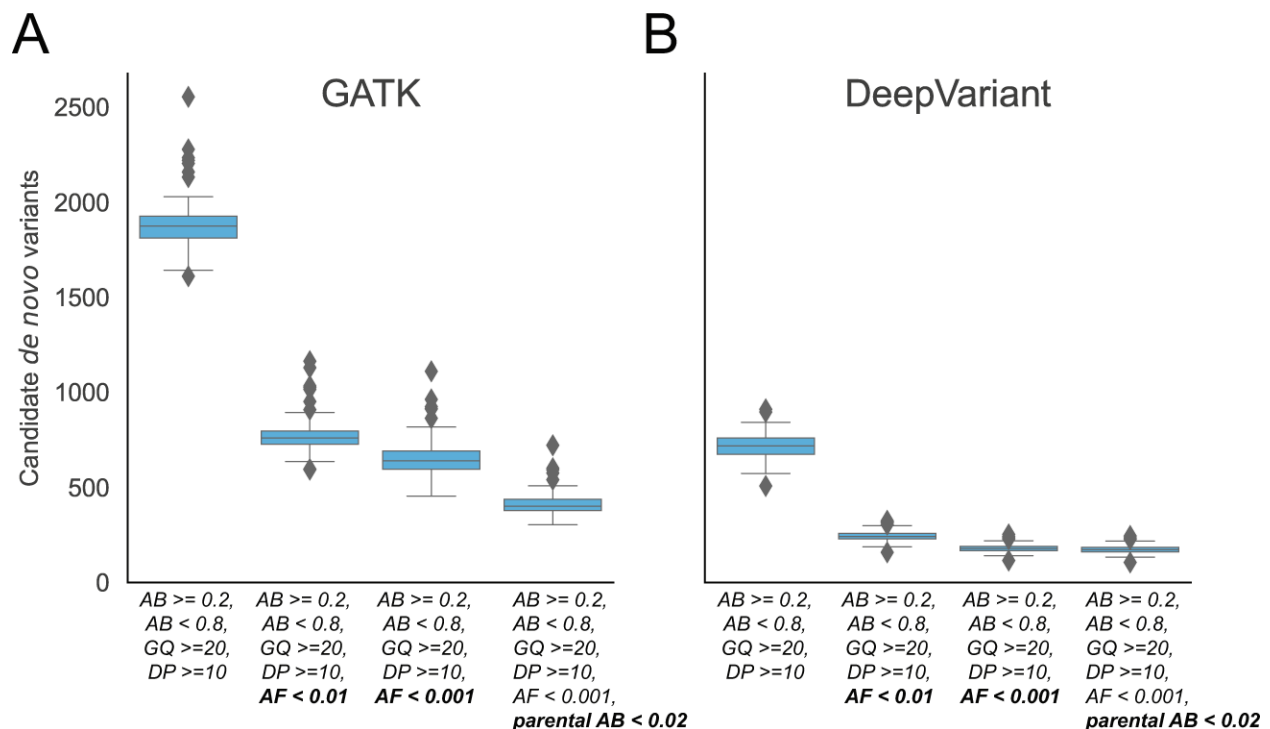 A
B
GATK
DeepVariant
Candidate de novo variants
2500
2000
1500
1000
500
0
AB >= 0.2,
AB < 0.8,
GQ >=20,
DP >=10
AB >= 0.2,
AB < 0.8,
GQ >=20,
DP >=10,
AF < 0.01
AB >= 0.2,
AB < 0.8,
GQ >=20,
DP >=10,
AF < 0.001
AB >= 0.2,
AB < 0.8,
GQ >=20,
DP >=10,
AF < 0.001,
parental AB < 0.02
AB >= 0.2,
AB < 0.8,
GQ >=20,
DP >=10
AB >= 0.2,
AB < 0.8,
GQ >=20,
DP >=10,
AF < 0.01
AB >= 0.2,
AB < 0.8,
GQ >=20,
DP >=10,
AF < 0.001
AB >= 0.2,
AB < 0.8,
GQ >=20,
DP >=10,
AF < 0.001,
parental AB < 0.02